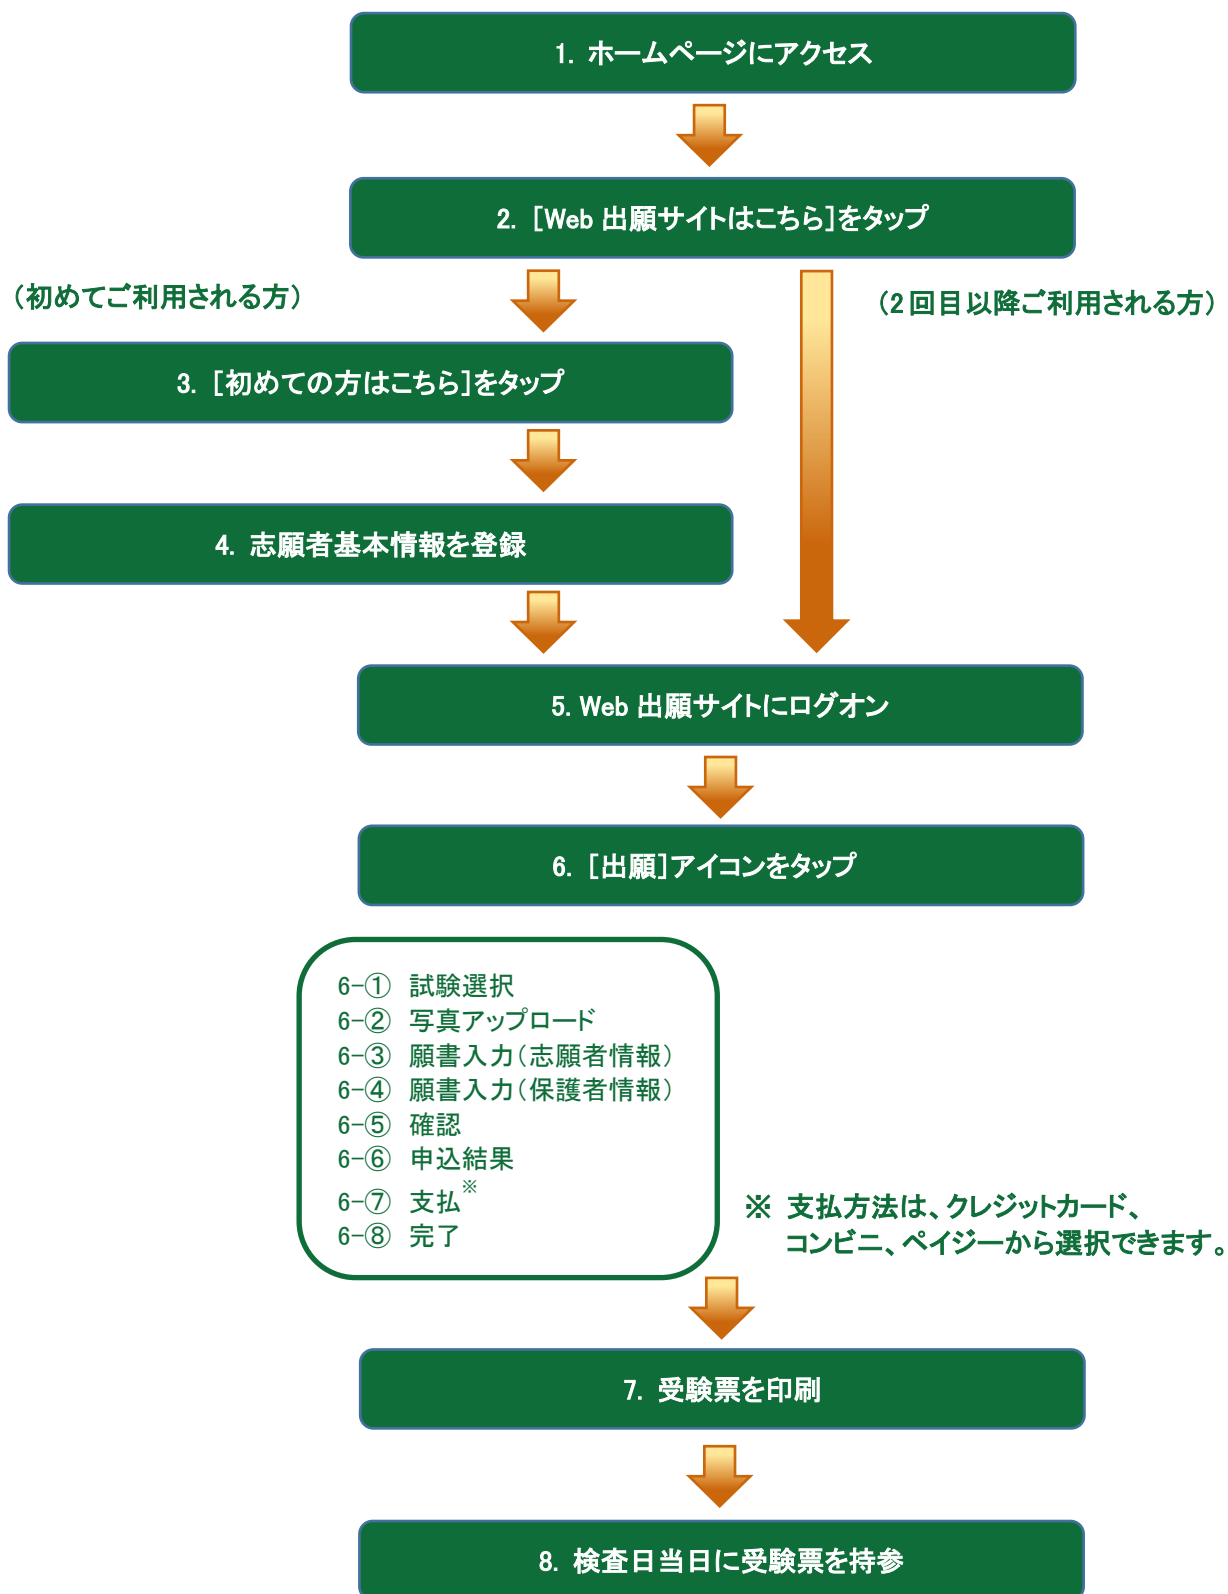 1. ホームページにアクセス
2. [Web 出願サイトはこちら]をタップ
（初めてご利用される方）
（2回目以降ご利用される方）
3. [初めての方はこちら]をタップ
4. 志願者基本情報を登録
5. Web 出願サイトにログオン
6. [出願]アイコンをタップ
6-① 試験選択
6-② 写真アップロード
6-③ 願書入力（志願者情報）
6-④ 願書入力（保護者情報）
6-⑤ 確認
6-⑥ 申込結果
6-⑦ 支払※
6-⑧ 完了
※ 支払方法は、クレジットカード、
コンビニ、ペイジーから選択できます。
7. 受験票を印刷
8. 検査日当日に受験票を持参